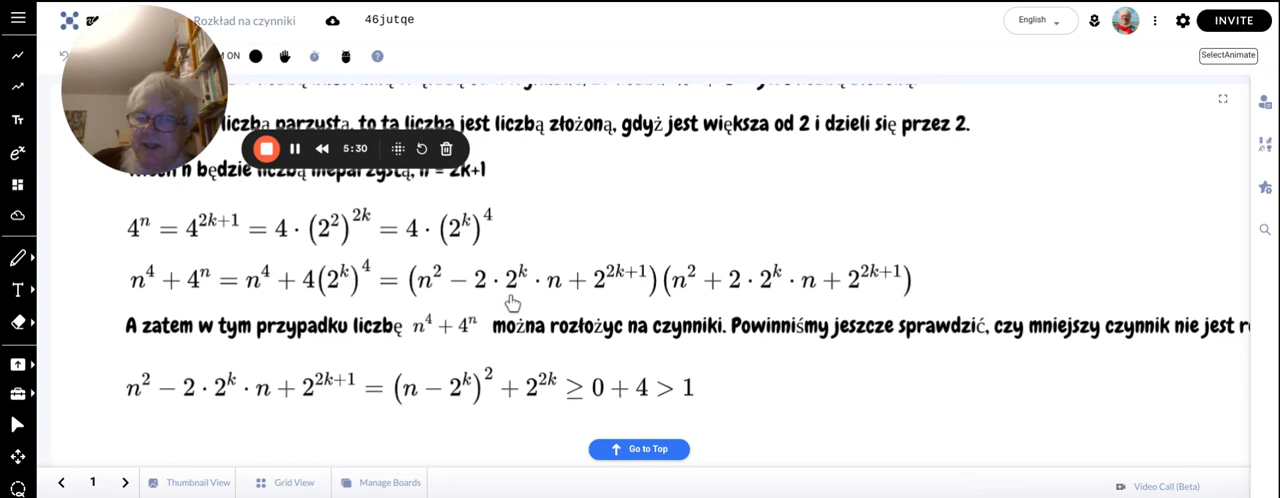 Rozkład na czynniki
46jutqe
English
INVITE
ON
SelectAnimate
liczbą parzystą, to ta liczba jest liczbą złożoną, gdyż jest większa od 2 i dzieli się przez 2.
5:30
n będzie liczbą nieparzystą, n = 2k+1
4^n = 4^{2k+1} = 4 · (2^2)^{2k} = 4 · (2^k)^4
n^4 + 4^n = n^4 + 4(2^k)^4 = (n^2 − 2 · 2^k · n + 2^{2k+1})(n^2 + 2 · 2^k · n + 2^{2k+1})
A zatem w tym przypadku liczbę n^4 + 4^n można rozłożyc na czynniki. Powinniśmy jeszcze sprawdzić, czy mniejszy czynnik nie jest
n^2 − 2 · 2^k · n + 2^{2k+1} = (n − 2^k)^2 + 2^{2k} ≥ 0 + 4 > 1
Go to Top
1
Thumbnail View
Grid View
Manage Boards
Video Call (Beta)